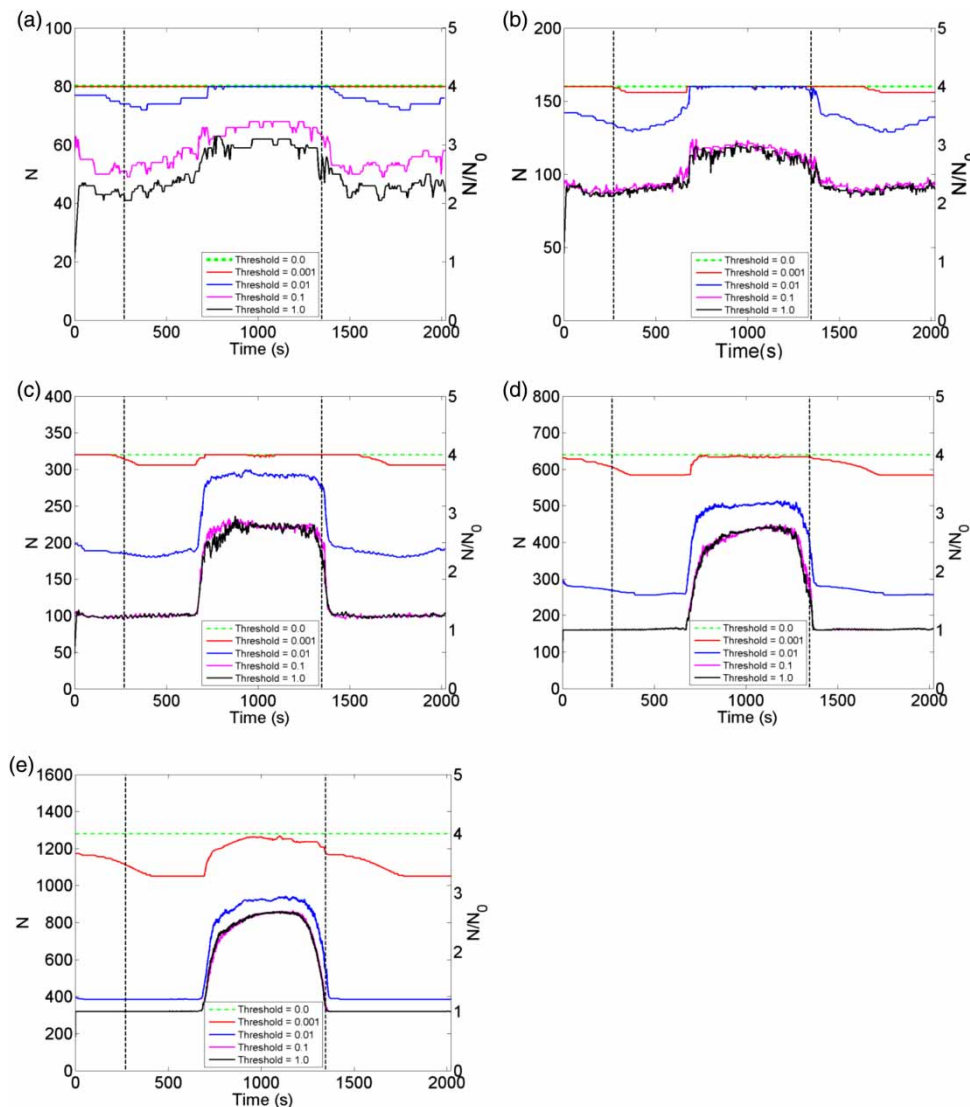 (a)
100
80
60
40
20
0
N
5
4
3
2
1
0
N/N0
0
500
1000
1500
2000
Time (s)
Threshold = 0.0
Threshold = 0.001
Threshold = 0.01
Threshold = 0.1
Threshold = 1.0
(b)
200
150
100
50
0
N
5
4
3
2
1
0
N/N0
0
500
1000
1500
2000
Time(s)
Threshold = 0.0
Threshold = 0.001
Threshold = 0.01
Threshold = 0.1
Threshold = 1.0
(c)
400
350
300
250
200
150
100
50
0
N
5
4
3
2
1
0
N/N0
0
500
1000
1500
2000
Time (s)
Threshold = 0.0
Threshold = 0.001
Threshold = 0.01
Threshold = 0.1
Threshold = 1.0
(d)
800
700
600
500
400
300
200
100
0
N
5
4
3
2
1
0
N/N0
0
500
1000
1500
2000
Time (s)
Threshold = 0.0
Threshold = 0.001
Threshold = 0.01
Threshold = 0.1
Threshold = 1.0
(e)
1600
1400
1200
1000
800
600
400
200
0
N
5
4
3
2
1
0
N/N0
0
500
1000
1500
2000
Time (s)
Threshold = 0.0
Threshold = 0.001
Threshold = 0.01
Threshold = 0.1
Threshold = 1.0